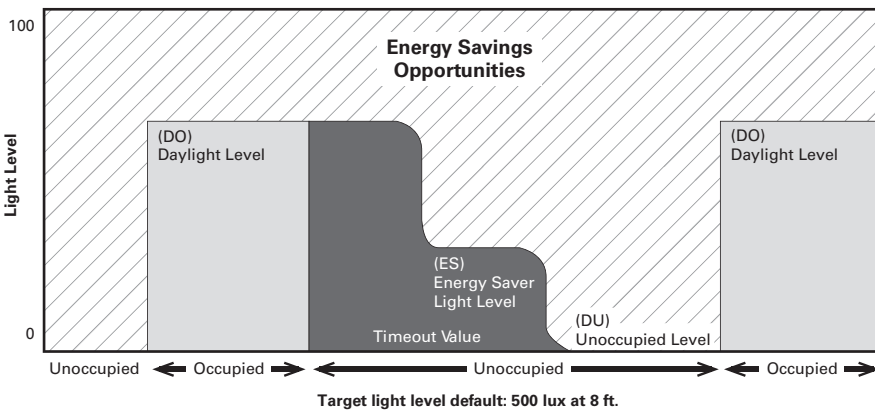 100
Energy Savings
Opportunities
Light Level
(DO)
Daylight Level
(DO)
Daylight Level
(ES)
Energy Saver
Light Level
(DU)
Unoccupied Level
Timeout Value
0
Unoccupied
Occupied
Unoccupied
Occupied
Target light level default: 500 lux at 8 ft.